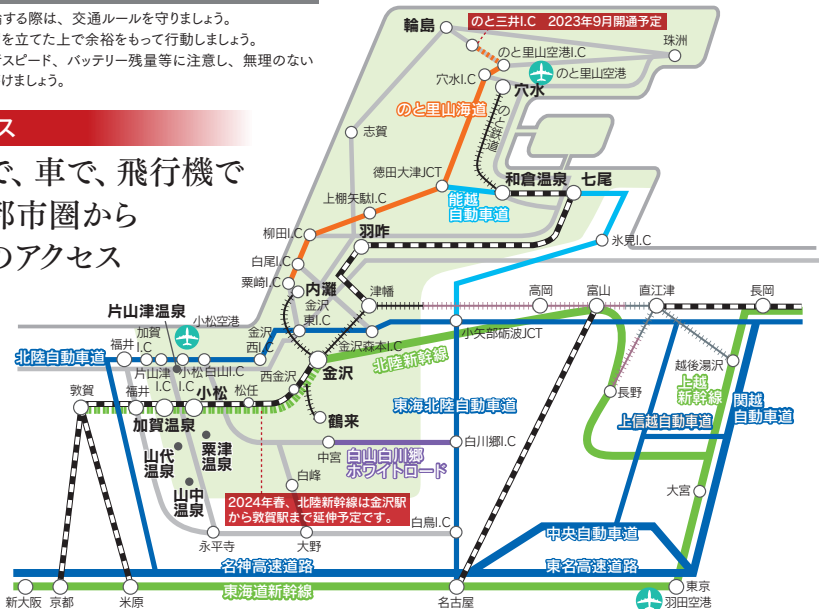 する際は、交通ルールを守りましょう。
を立てた上で余裕をもって行動しましょう。
スピード、バッテリー残量等に注意し、無理のない
けましょう。
ス
で、車で、飛行機で
都市圏から
のアクセス
輪島
のと三井I.C 2023年9月開通予定
珠洲
のと里山空港I.C
のと里山空港
穴水I.C
穴水
のと里山海道
のと鉄道
志賀
徳田大津JCT
和倉温泉
七尾
能越
自動車道
上棚矢駄I.C
柳田I.C
羽咋
氷見I.C
白尾I.C
粟崎I.C
内灘
津幡
高岡
富山
直江津
長岡
片山津温泉
小松空港
金沢
東I.C
金沢
西I.C
金沢森本I.C
小矢部砺波JCT
北陸自動車道
福井
I.C
加賀
I.C
片山津
I.C
小松
I.C
白山I.C
北陸新幹線
金沢
西金沢
越後湯沢
上越
新幹線
長野
敦賀
福井
加賀温泉
小松
松任
鶴来
東海北陸自動車道
関越
自動車道
上信越自動車道
山代
温泉
粟津
温泉
山中
温泉
中宮
白山白川郷
ホワイトロード
白川郷I.C
白峰
大宮
2024年春、北陸新幹線は金沢駅
から敦賀駅まで延伸予定です。
白鳥I.C
永平寺
大野
中央自動車道
名神高速道路
東名高速道路
東海道新幹線
新大阪
京都
米原
名古屋
東京
羽田空港